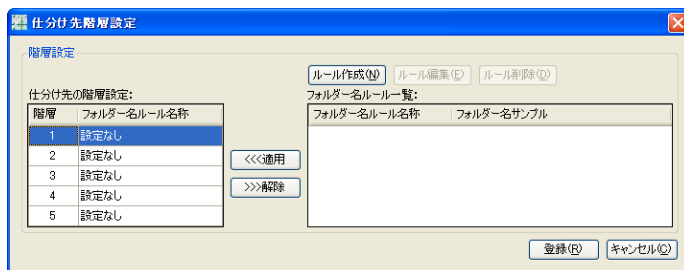 仕分け先階層設定
階層設定
ルール作成(N) ルール編集(E) ルール削除(D)
仕分け先の階層設定: フォルダー名ルール一覧:
階層 フォルダー名ルール名称 フォルダー名ルール名称 フォルダー名サンプル
1 設定なし
2 設定なし
<<<適用
3 設定なし
>>>解除
4 設定なし
5 設定なし
登録(R) キャンセル(C)